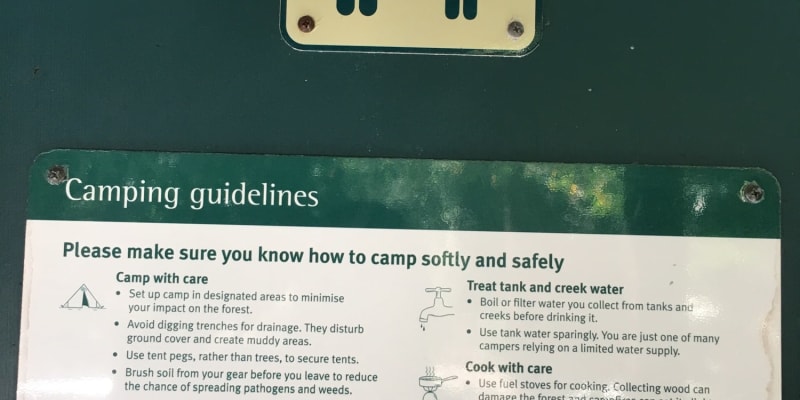 Camping guidelines
Please make sure you know how to camp softly and safely
Camp with care
• Set up camp in designated areas to minimise
your impact on the forest.
• Avoid digging trenches for drainage. They disturb
ground cover and create muddy areas.
• Use tent pegs, rather than trees, to secure tents.
• Brush soil from your gear before you leave to reduce
the chance of spreading pathogens and weeds.
Treat tank and creek water
• Boil or filter water you collect from tanks and
creeks before drinking it.
• Use tank water sparingly. You are just one of many
campers relying on a limited water supply.
Cook with care
• Use fuel stoves for cooking. Collecting wood can
damage the forest and campfires can